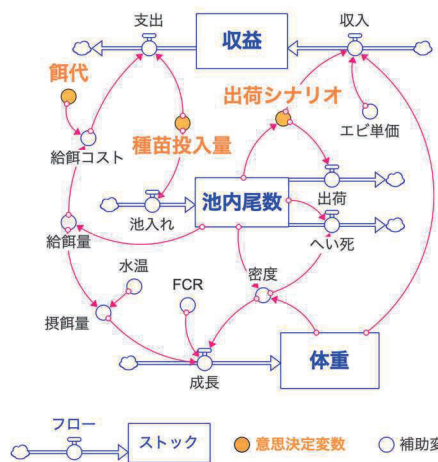 支出
収益
収入
餌代
出荷シナリオ
エビ単価
種苗投入量
給餌コスト
池内尾数
出荷
池入れ
へい死
給餌量
水温
FCR
密度
摂餌量
成長
体重
フロー
ストック
意思決定変数
補助変